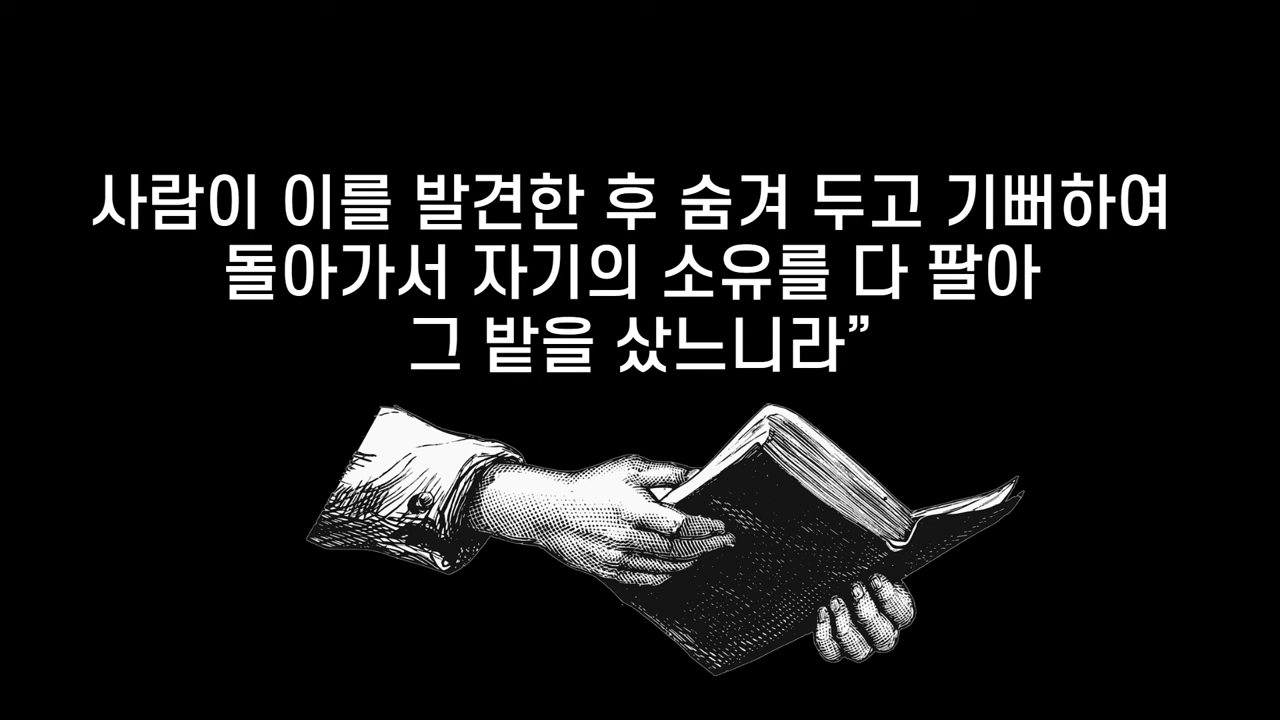 사람이 이를 발견한 후 숨겨 두고 기뻐하여
돌아가서 자기의 소유를 다 팔아
그 밭을 샀느니라”